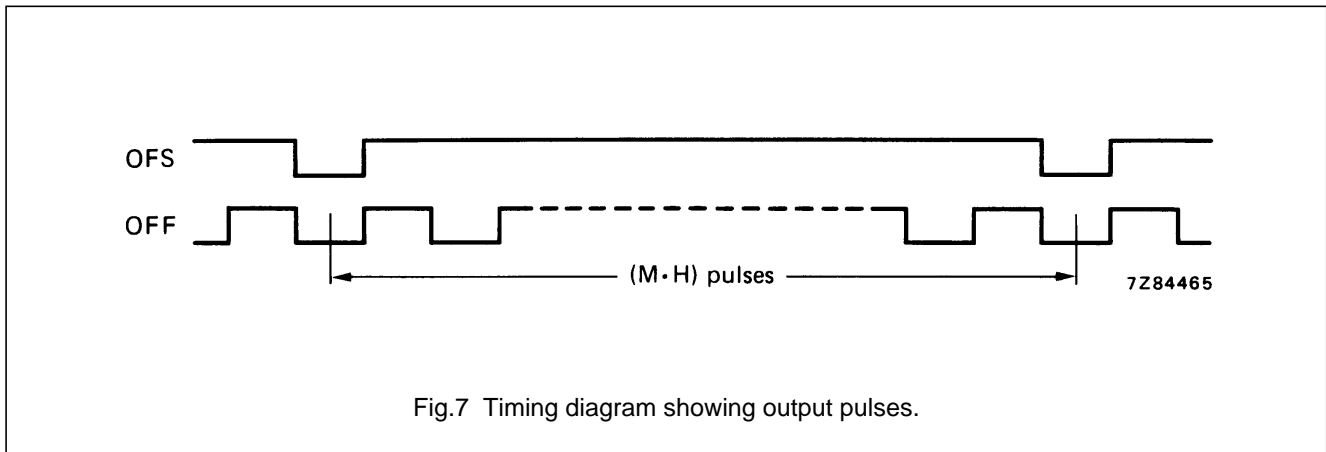 OFS
OFF
(M·H) pulses
7Z84465
Fig.7 Timing diagram showing output pulses.